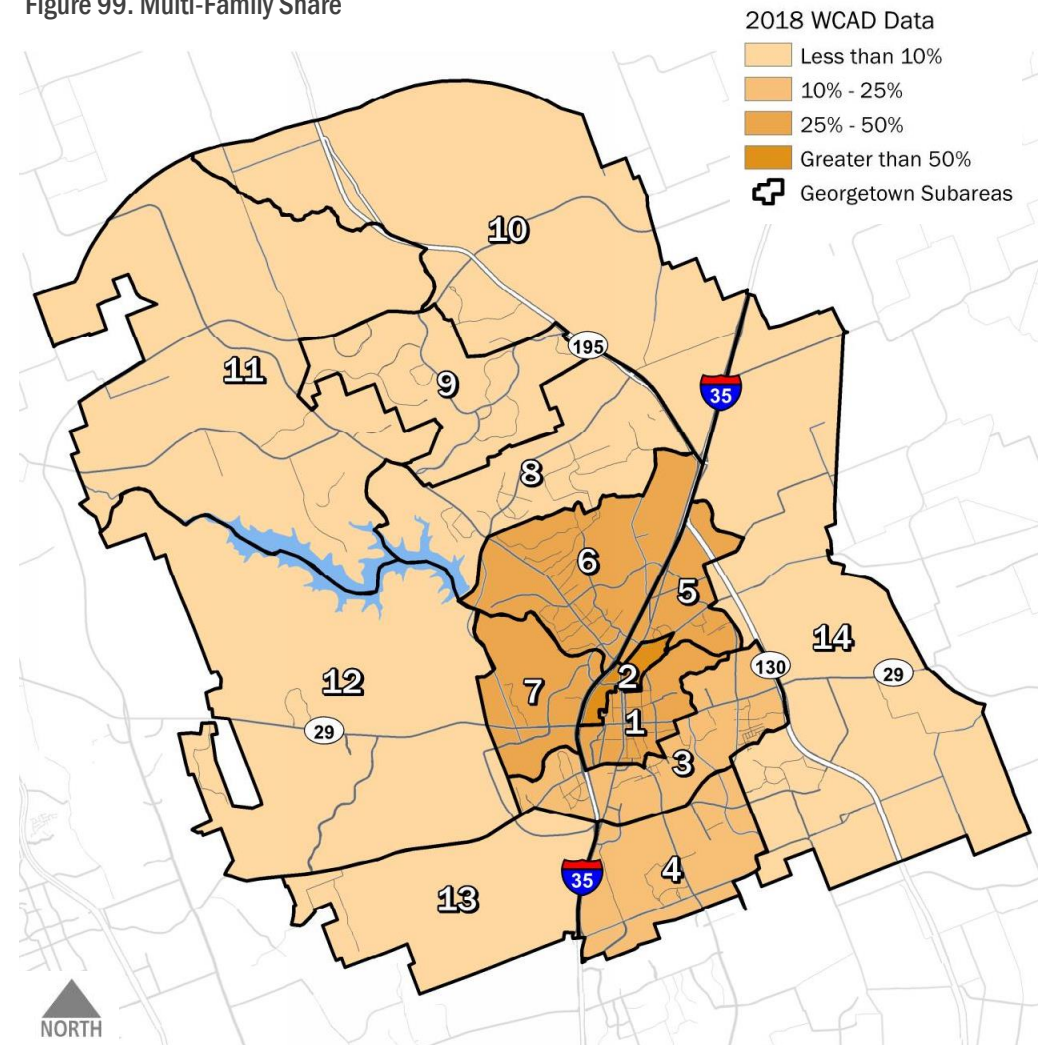 Figure 99. Multi-Family Share
2018 WCAD Data
Less than 10%
10% - 25%
25% - 50%
Greater than 50%
Georgetown Subareas
10
195
11
9
35
8
6
5
14
2
130
29
12
7
1
29
3
4
35
13
NORTH